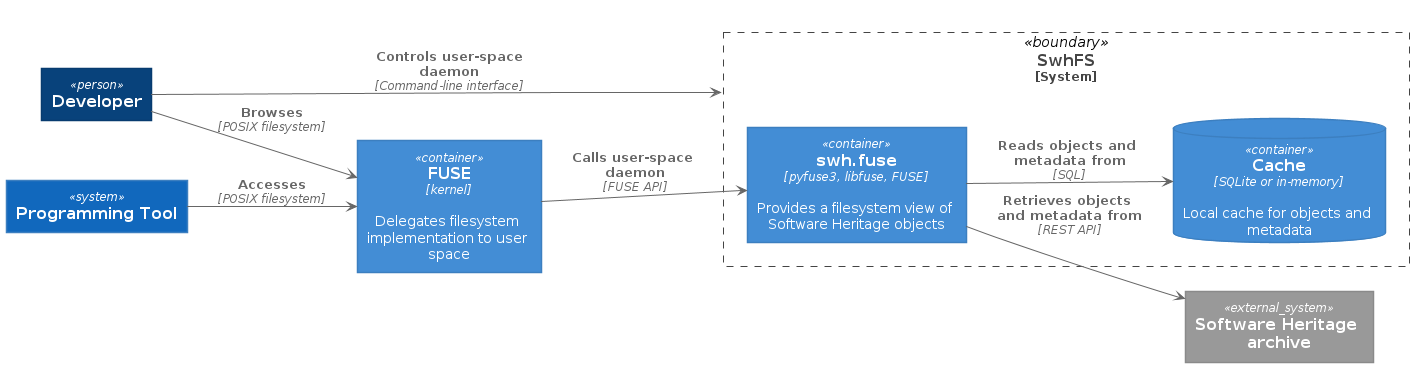 «person»
Developer
«system»
Programming Tool
Controls user-space
daemon
[Command-line interface]
Browses
[POSIX filesystem]
Accesses
[POSIX filesystem]
«container»
FUSE
[kernel]
Delegates filesystem
implementation to user
space
Calls user-space
daemon
[FUSE API]
«boundary»
SwhFS
[System]
«container»
swh.fuse
[pyfuse3, libfuse, FUSE]
Provides a filesystem view of
Software Heritage objects
Reads objects and
metadata from
[SQL]
Retrieves objects
and metadata from
[REST API]
«container»
Cache
[SQLite or in-memory]
Local cache for objects and
metadata
«external_system»
Software Heritage
archive